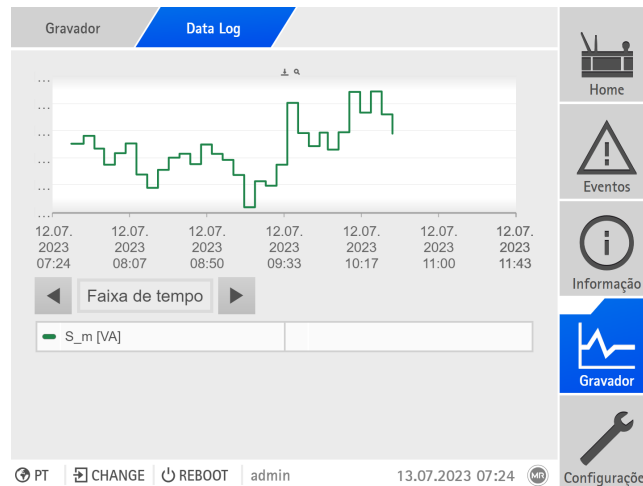 Gravador
Data Log
...
...
...
...
...
...
12.07. 12.07. 12.07. 12.07. 12.07. 12.07. 12.07.
2023 2023 2023 2023 2023 2023 2023
07:24 08:07 08:50 09:33 10:17 11:00 11:43
Faixa de tempo
S_m [VA]
Home
Eventos
Informação
Gravador
Configuraçõe
PT CHANGE REBOOT admin 13.07.2023 07:24 MR